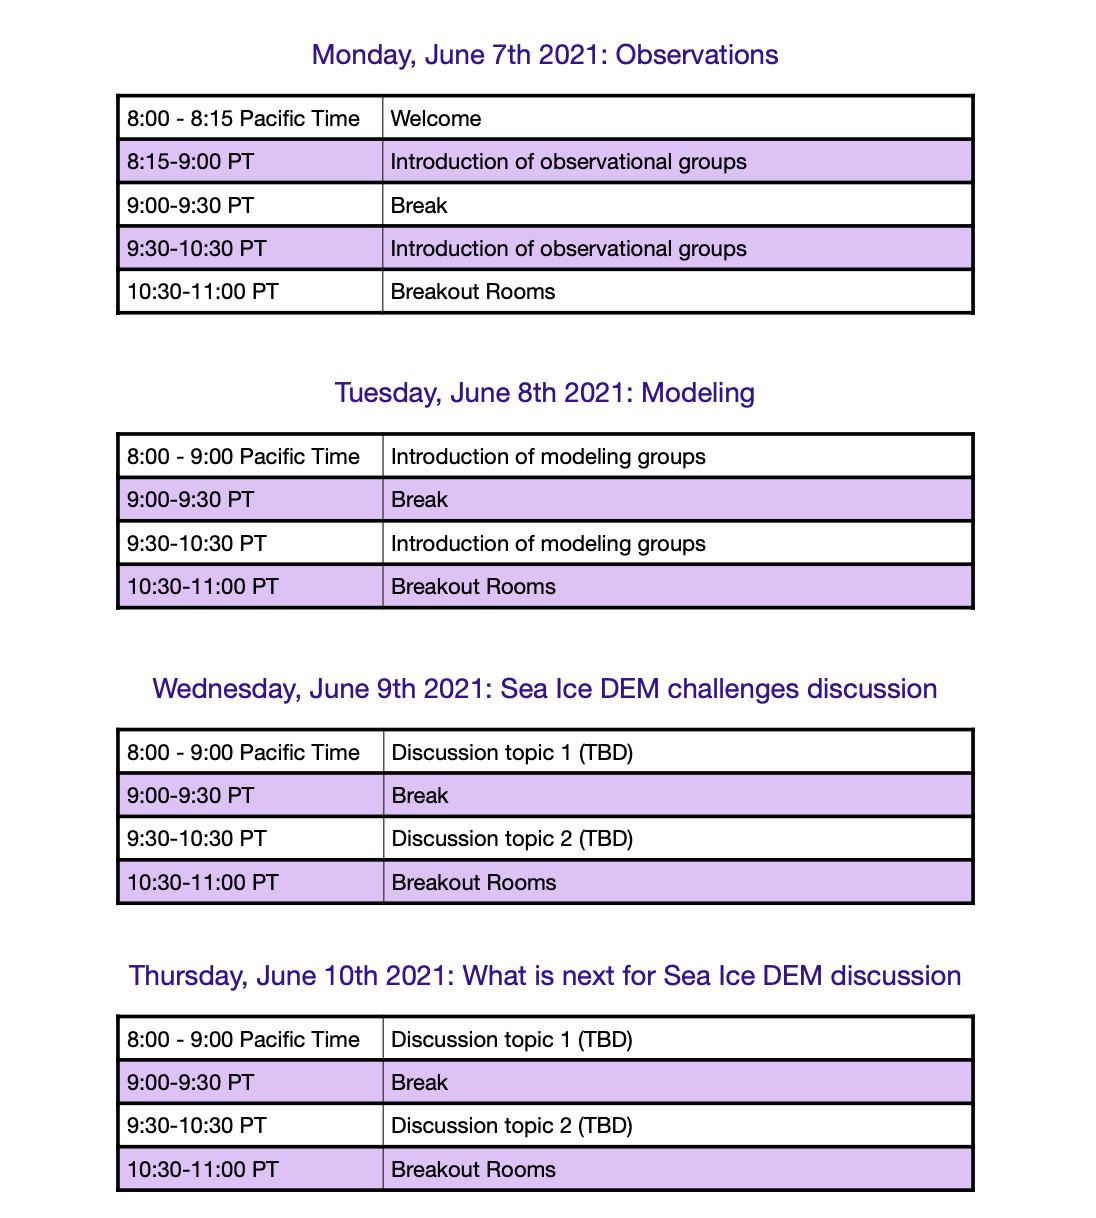 Monday, June 7th 2021: Observations
8:00 - 8:15 Pacific Time Welcome
8:15-9:00 PT Introduction of observational groups
9:00-9:30 PT Break
9:30-10:30 PT Introduction of observational groups
10:30-11:00 PT Breakout Rooms
Tuesday, June 8th 2021: Modeling
8:00 - 9:00 Pacific Time Introduction of modeling groups
9:00-9:30 PT Break
9:30-10:30 PT Introduction of modeling groups
10:30-11:00 PT Breakout Rooms
Wednesday, June 9th 2021: Sea Ice DEM challenges discussion
8:00 - 9:00 Pacific Time Discussion topic 1 (TBD)
9:00-9:30 PT Break
9:30-10:30 PT Discussion topic 2 (TBD)
10:30-11:00 PT Breakout Rooms
Thursday, June 10th 2021: What is next for Sea Ice DEM discussion
8:00 - 9:00 Pacific Time Discussion topic 1 (TBD)
9:00-9:30 PT Break
9:30-10:30 PT Discussion topic 2 (TBD)
10:30-11:00 PT Breakout Rooms